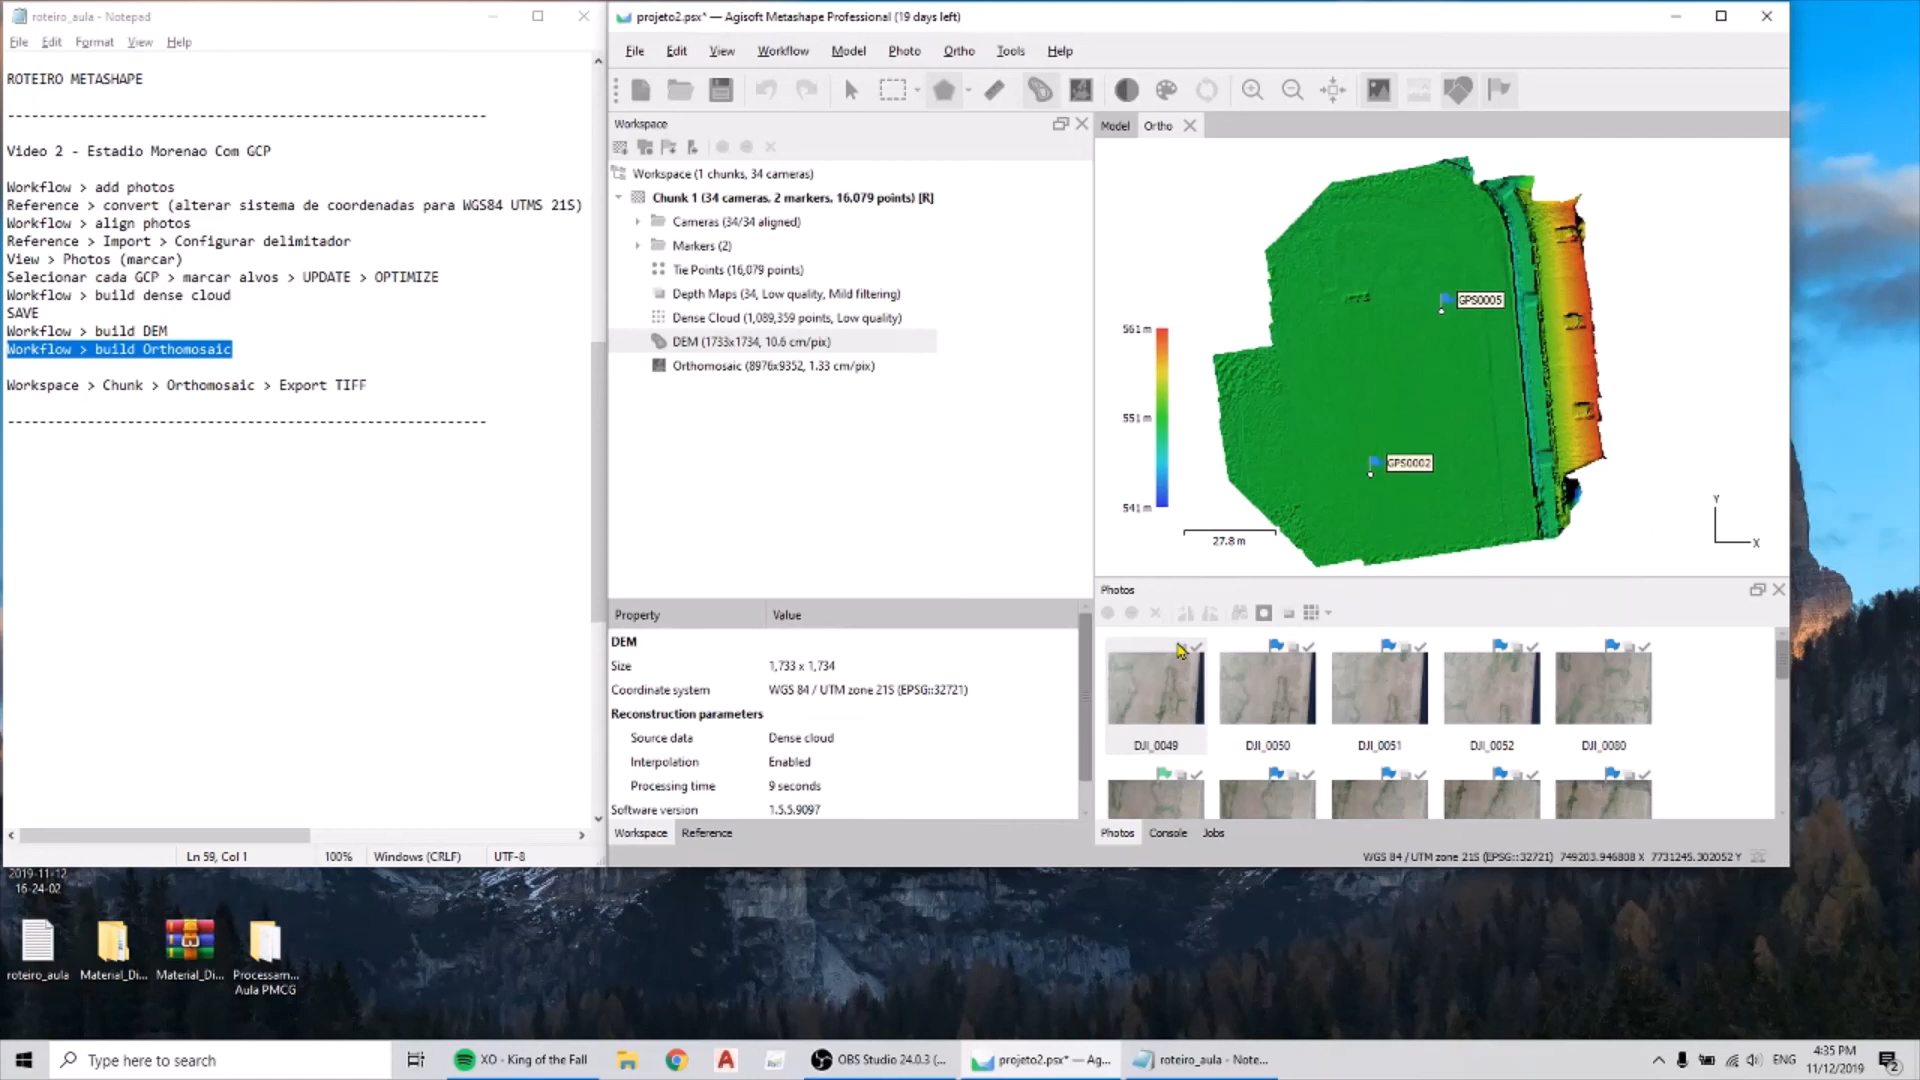 roteiro_aula - Notepad
File Edit Format View Help
ROTEIRO METASHAPE
------------------------------------------------------------
Video 2 - Estadio Morenao Com GCP
Workflow > add photos
Reference > convert (alterar sistema de coordenadas para WGS84 UTMS 21S)
Workflow > align photos
Reference > Import > Configurar delimitador
View > Photos (marcar)
Selecionar cada GCP > marcar alvos > UPDATE > OPTIMIZE
Workflow > build dense cloud
SAVE
Workflow > build DEM
Workflow > build Orthomosaic
Workspace > Chunk > Orthomosaic > Export TIFF
------------------------------------------------------------
Ln 59, Col 1 100% Windows (CRLF) UTF-8
projeto2.psx* — Agisoft Metashape Professional (19 days left)
File Edit View Workflow Model Photo Ortho Tools Help
Workspace
Workspace (1 chunks, 34 cameras)
Chunk 1 (34 cameras, 2 markers, 16,079 points) [R]
Cameras (34/34 aligned)
Markers (2)
Tie Points (16,079 points)
Depth Maps (34, Low quality, Mild filtering)
Dense Cloud (1,089,359 points, Low quality)
DEM (1733x1734, 10.6 cm/pix)
Orthomosaic (8976x9352, 1.33 cm/pix)
Property Value
DEM
Size 1,733 x 1,734
Coordinate system WGS 84 / UTM zone 21S (EPSG::32721)
Reconstruction parameters
Source data Dense cloud
Interpolation Enabled
Processing time 9 seconds
Software version 1.5.5.9097
Workspace Reference
Model Ortho
561 m
551 m
541 m
GPS0005
GPS0002
27.8 m
Y
X
Photos
DJI_0049 DJI_0050 DJI_0051 DJI_0052 DJI_0080
Photos Console Jobs
WGS 84 / UTM zone 21S (EPSG::32721) 749203.946808 X 7731245.302052 Y
2019-11-12
16-24-02
roteiro_aula
Material_Di...
Material_Di...
Processam...
Aula PMCG
Type here to search
XO - King of the Fall
OBS Studio 24.0.3 (...
projeto2.psx* — Ag...
roteiro_aula - Note...
ENG
4:35 PM
11/12/2019
2